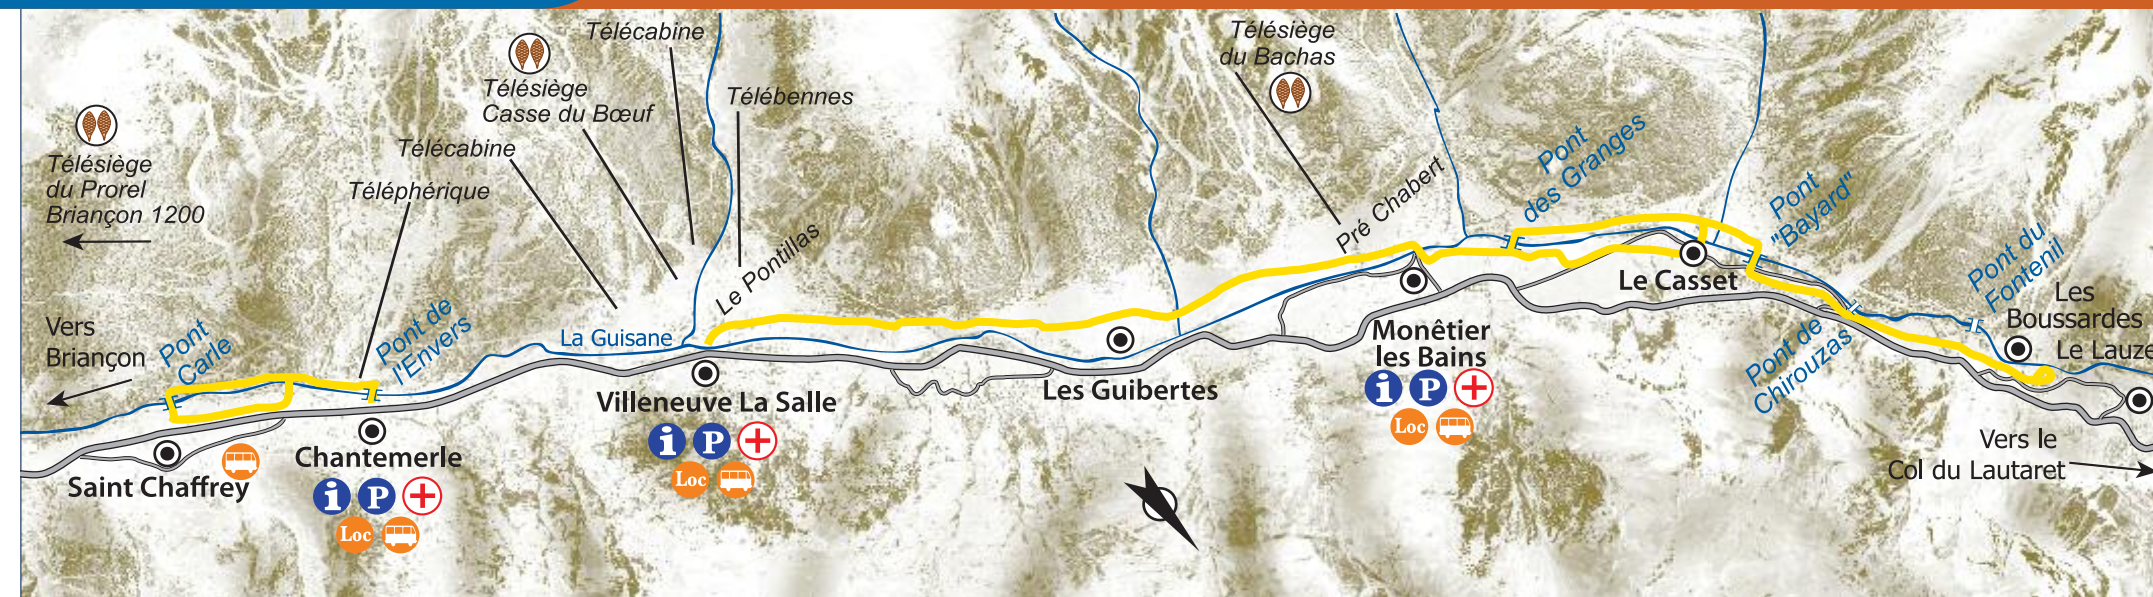 Télécabine
Télésiège
du Bachas
Télésiège
Casse du Bœuf
Télébennes
Télécabine
Télésiège
du Prorel
Briançon 1200
Téléphérique
Pont
des Granges
Pré Chabert
Pont
"Bayard"
Le Pontillas
Pont du
Fontenil
Le Casset
Les
Boussardes
Le Lauze
Vers
Briançon
Pont
Carle
Pont de
l'Envers
La Guisane
Monêtier
les Bains
i P +
Loc
Pont de
Chirouzas
Les Guibertes
Villeneuve La Salle
i P +
Loc
Vers le
Col du Lautaret
Saint Chaffrey
Chantemerle
i P +
Loc